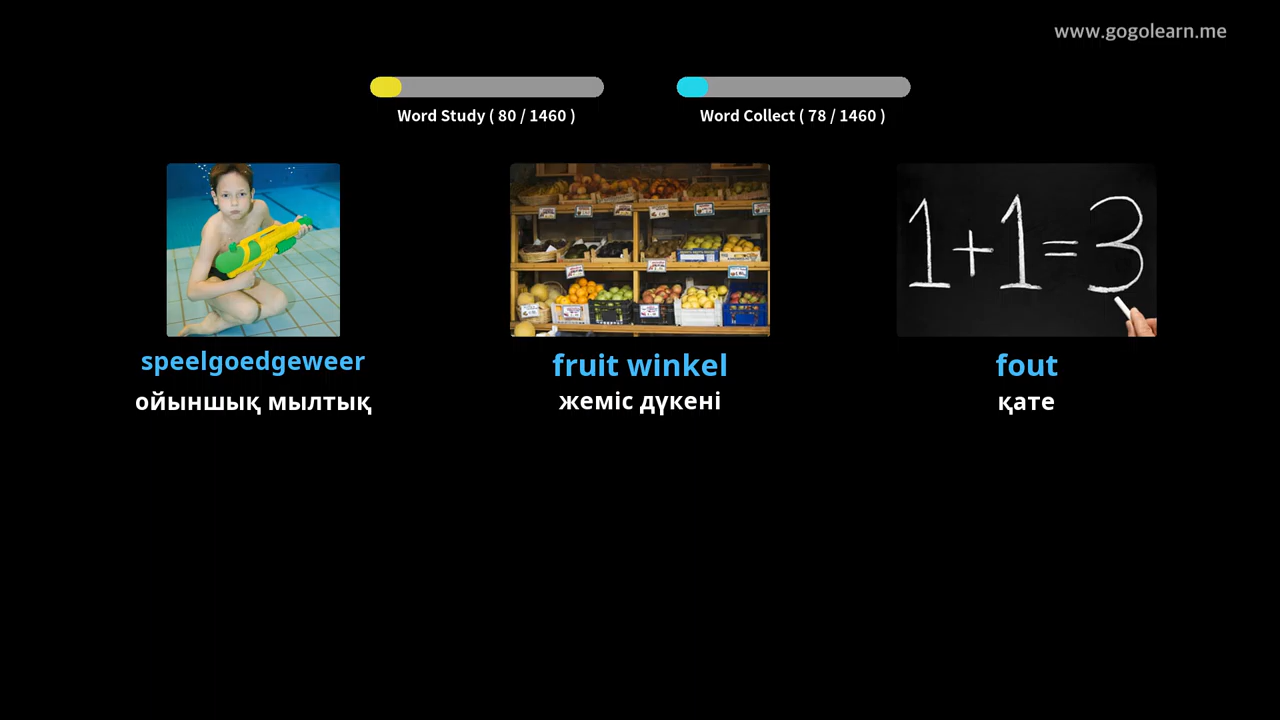 www.gogolearn.me
Word Study ( 80 / 1460 )
Word Collect ( 78 / 1460 )
1+1=3
speelgoedgeweer
fruit winkel
fout
ойыншық мылтық
жеміс дүкені
қате